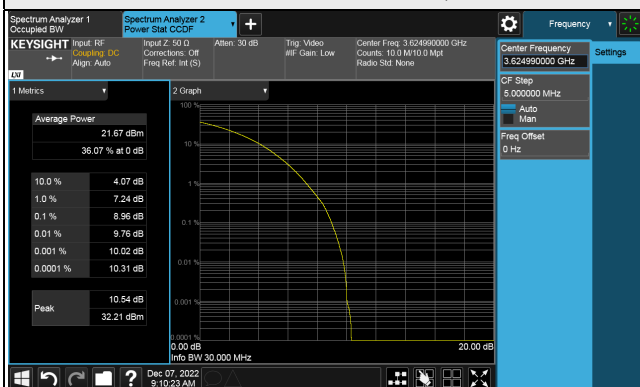 Spectrum Analyzer 1
Occupied BW
Spectrum Analyzer 2
Power Stat CCDF
Frequency
KEYSIGHT
Input: RF
Coupling: DC
Align: Auto
Input Z: 50 Ω
Corrections: Off
Freq Ref: Int (S)
Atten: 30 dB
Trig: Video
#IF Gain: Low
Center Freq: 3.624990000 GHz
Counts: 10.0 M/10.0 Mpt
Radio Std: None
LXI
Center Frequency
3.624990000 GHz
Settings
CF Step
5.000000 MHz
Auto
Man
Freq Offset
0 Hz
1 Metrics
Average Power
21.67 dBm
36.07 % at 0 dB
10.0 % 4.07 dB
1.0 % 7.24 dB
0.1 % 8.96 dB
0.01 % 9.76 dB
0.001 % 10.02 dB
0.0001 % 10.31 dB
Peak
10.54 dB
32.21 dBm
2 Graph
100 %
10 %
1 %
0.1 %
0.01 %
0.001 %
0.0001 %
0.00 dB 20.00 dB
Info BW 30.000 MHz
?
Dec 07, 2022
9:10:23 AM